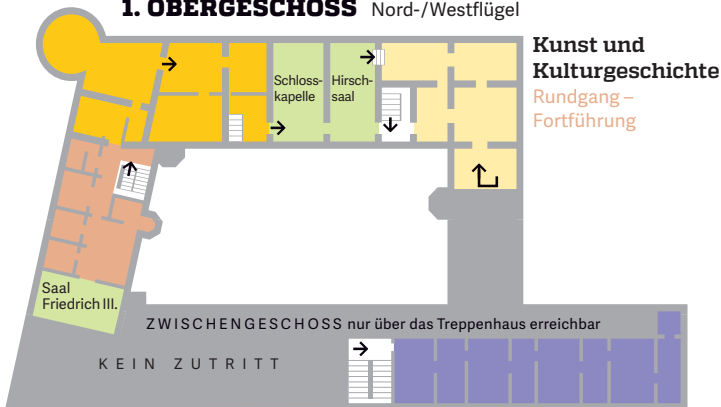 1. OBERGESCHOSS Nord-/Westflügel
Kunst und
Kulturgeschichte
Rundgang –
Fortführung
Schloss-
kapelle
Hirsch-
saal
Saal
Friedrich III.
ZWISCHENGESCHOSS nur über das Treppenhaus erreichbar
KEIN ZUTRITT